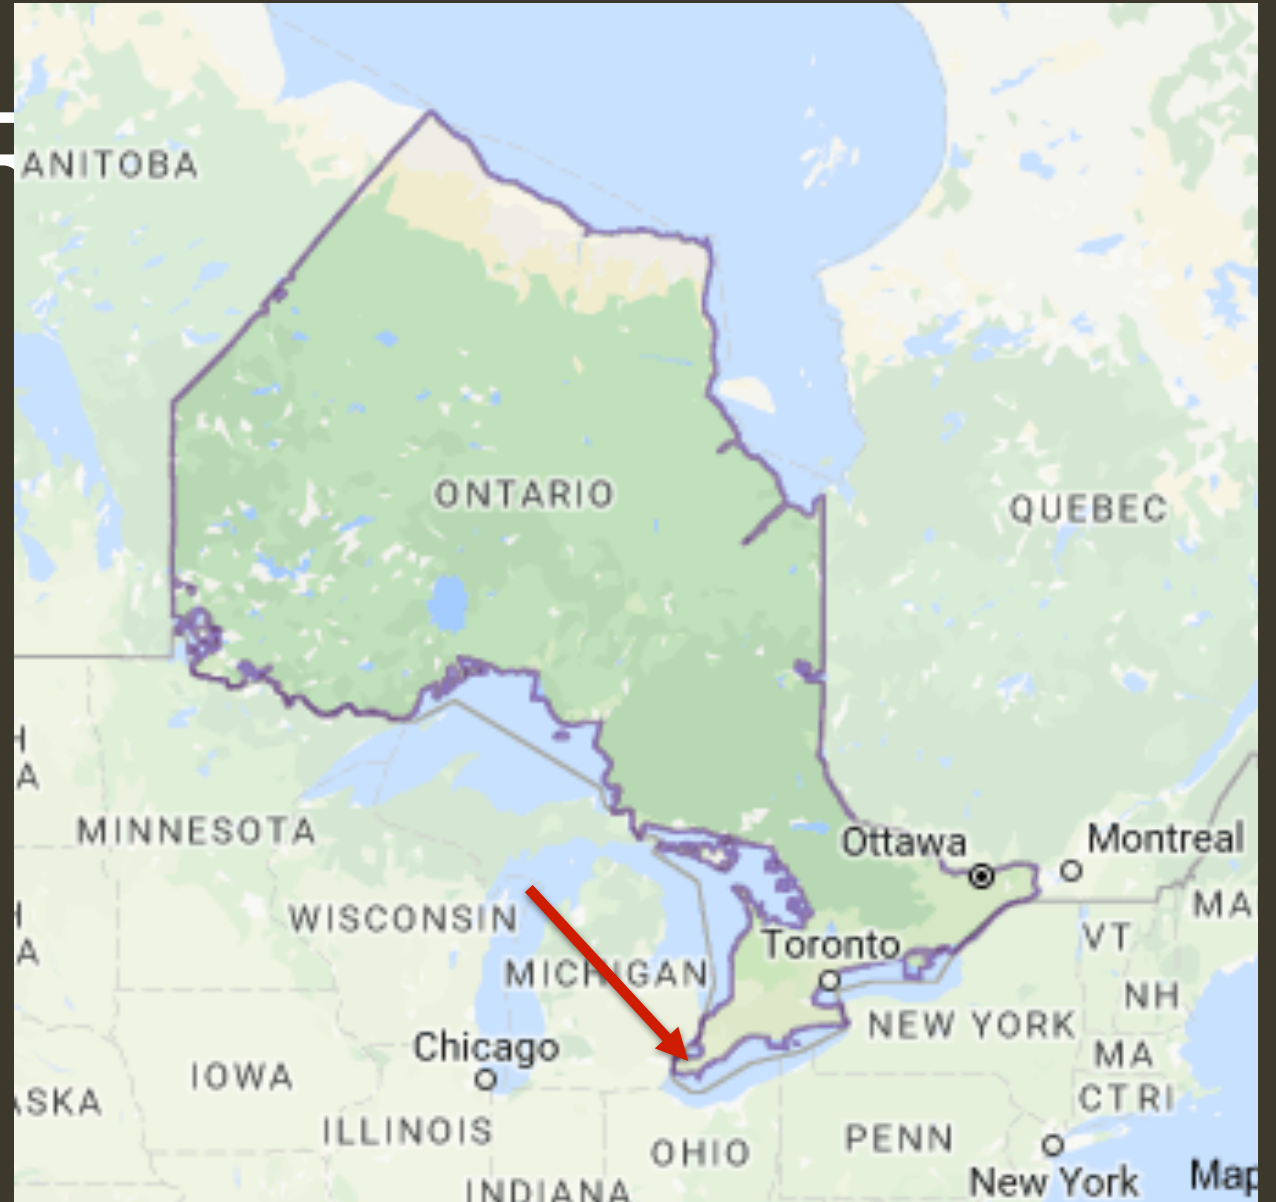 ANITOBA
ONTARIO
QUEBEC
H
A
MINNESOTA
Ottawa
Montreal
WISCONSIN
MA
H
A
Toronto
VT
MICHIGAN
NH
NEW YORK
Chicago
MA
IOWA
CT RI
ASKA
ILLINOIS
PENN
OHIO
New York
Map
INDIANA